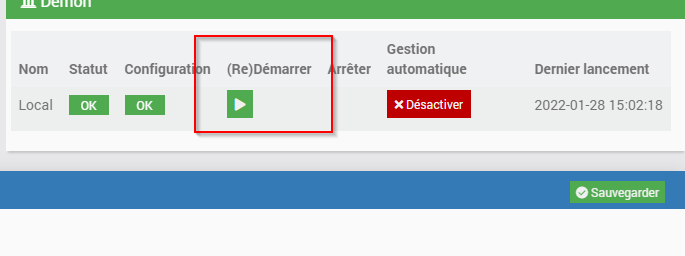 Démon
Nom Statut Configuration (Re)Démarrer Arrêter Gestion automatique Dernier lancement
Local OK OK Désactiver 2022-01-28 15:02:18
Sauvegarder